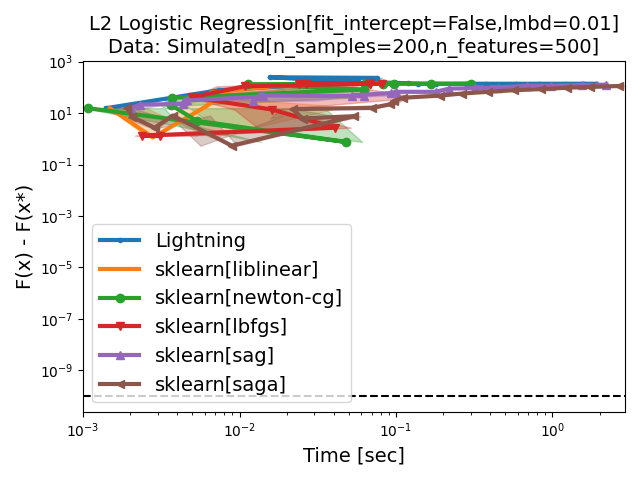 L2 Logistic Regression[fit_intercept=False,lmbd=0.01]
Data: Simulated[n_samples=200,n_features=500]
F(x) - F(x*)
10³
10¹
10⁻¹
10⁻³
10⁻⁵
10⁻⁷
10⁻⁹
Lightning
sklearn[liblinear]
sklearn[newton-cg]
sklearn[lbfgs]
sklearn[sag]
sklearn[saga]
10⁻³ 10⁻² 10⁻¹ 10⁰
Time [sec]